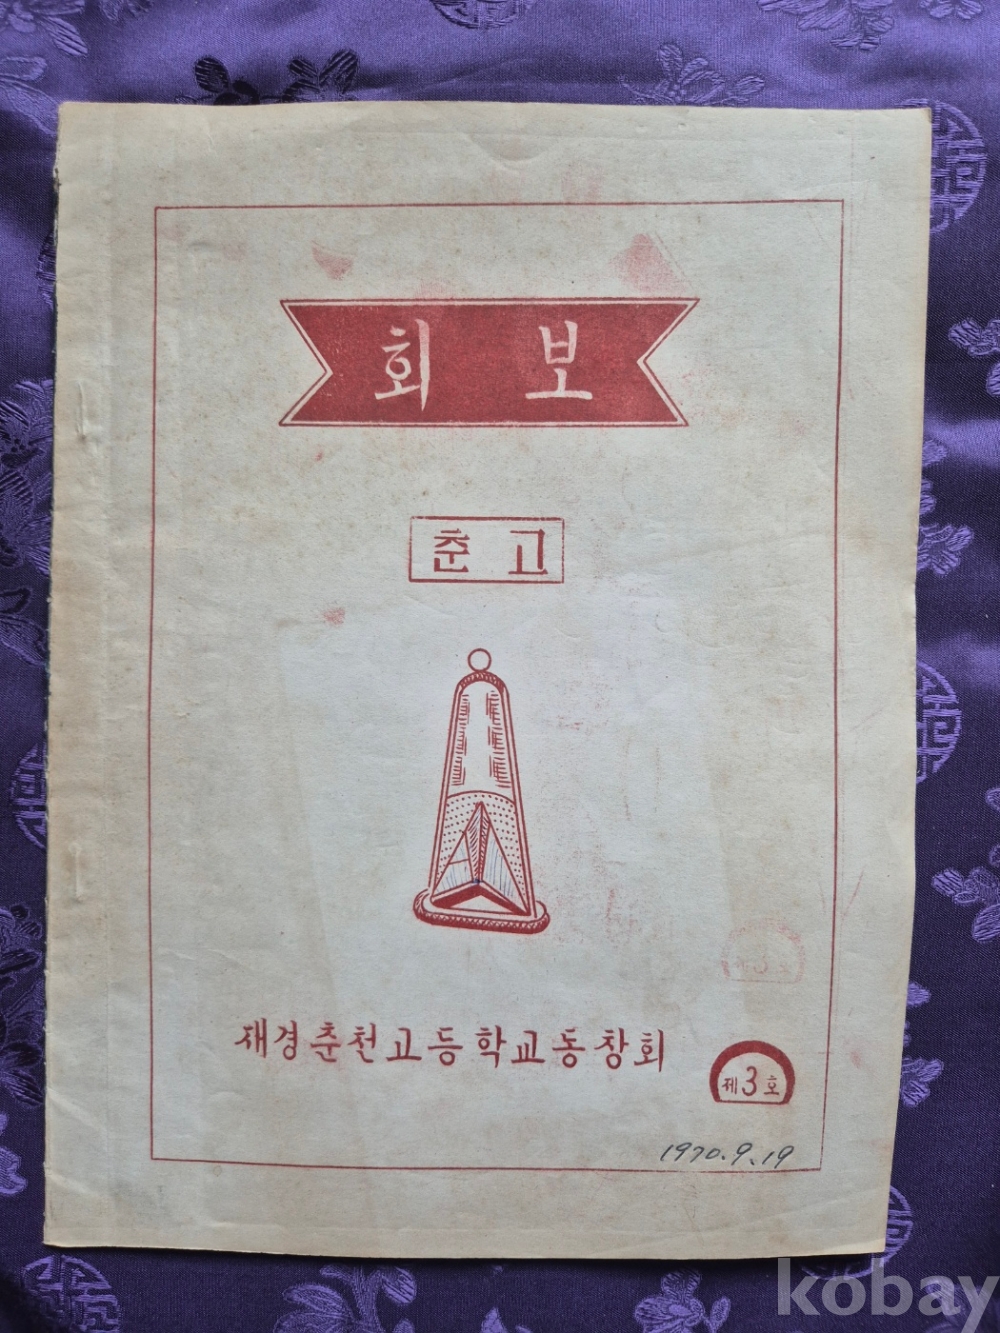 회 보
춘 고
재경춘천고등학교동창회
제3호
1970.9.19
kobay